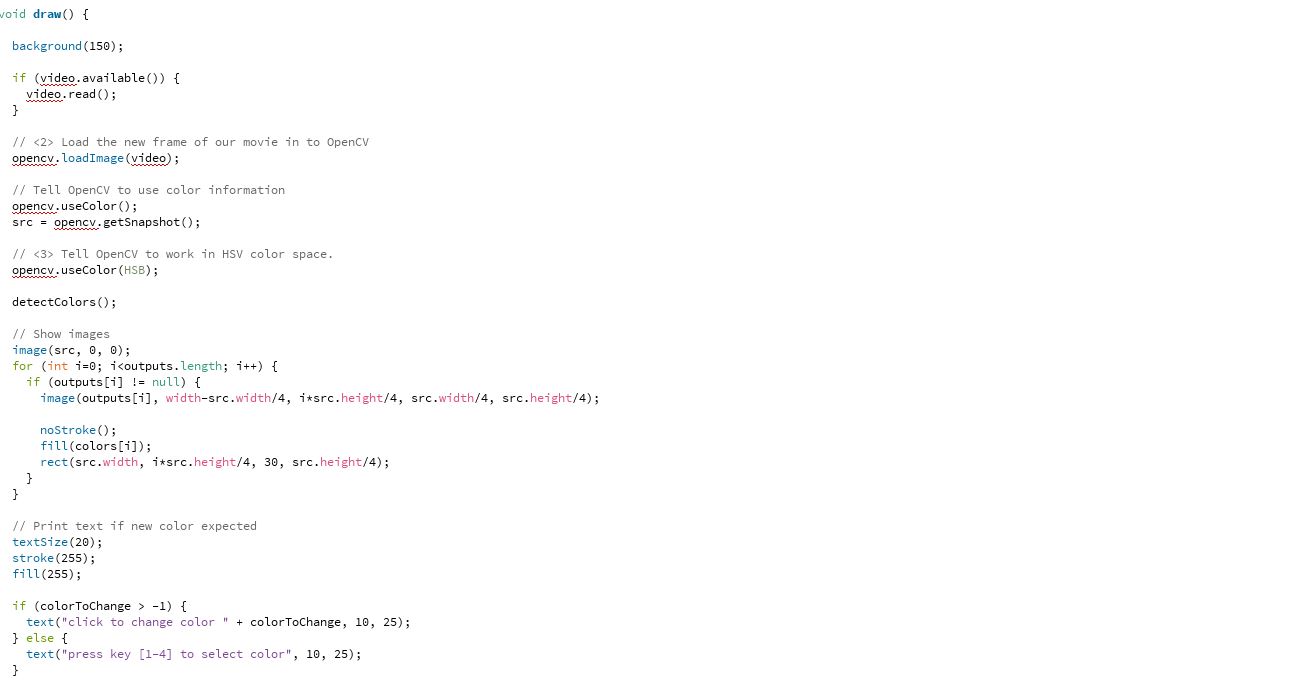 void draw() {
background(150);
if (video.available()) {
video.read();
}
// <2> Load the new frame of our movie in to OpenCV
opencv.loadImage(video);
// Tell OpenCV to use color information
opencv.useColor();
src = opencv.getSnapshot();
// <3> Tell OpenCV to work in HSV color space.
opencv.useColor(HSB);
detectColors();
// Show images
image(src, 0, 0);
for (int i=0; i<outputs.length; i++) {
if (outputs[i] != null) {
image(outputs[i], width-src.width/4, i*src.height/4, src.width/4, src.height/4);
noStroke();
fill(colors[i]);
rect(src.width, i*src.height/4, 30, src.height/4);
}
}
// Print text if new color expected
textSize(20);
stroke(255);
fill(255);
if (colorToChange > -1) {
text("click to change color " + colorToChange, 10, 25);
} else {
text("press key [1-4] to select color", 10, 25);
}